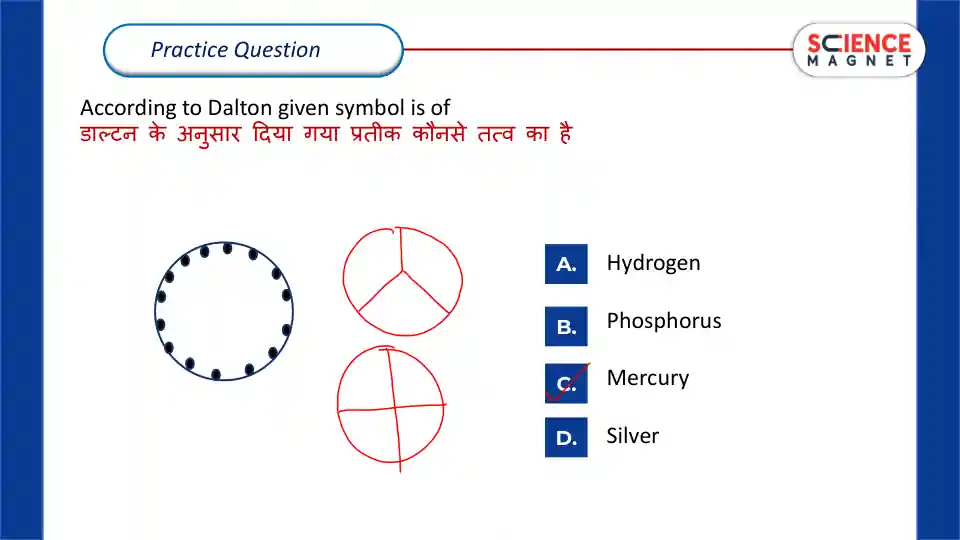 Practice Question
SCIENCE
MAGNET
According to Dalton given symbol is of
डाल्टन के अनुसार दिया गया प्रतीक कौनसे तत्व का है
A. Hydrogen
B. Phosphorus
C. Mercury
D. Silver